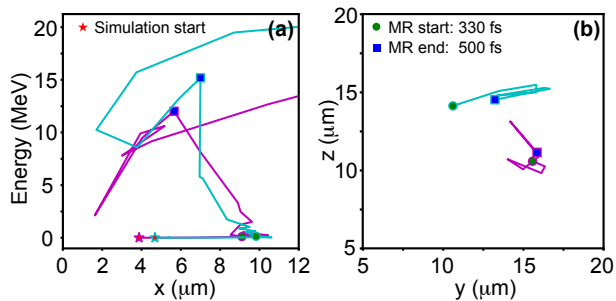 ★ Simulation start
(a)
Energy (MeV)
20
15
10
5
0
0 2 4 6 8 10 12
x (μm)
MR start: 330 fs
MR end: 500 fs
(b)
z (μm)
25
20
15
10
5
5 10 15 20
y (μm)